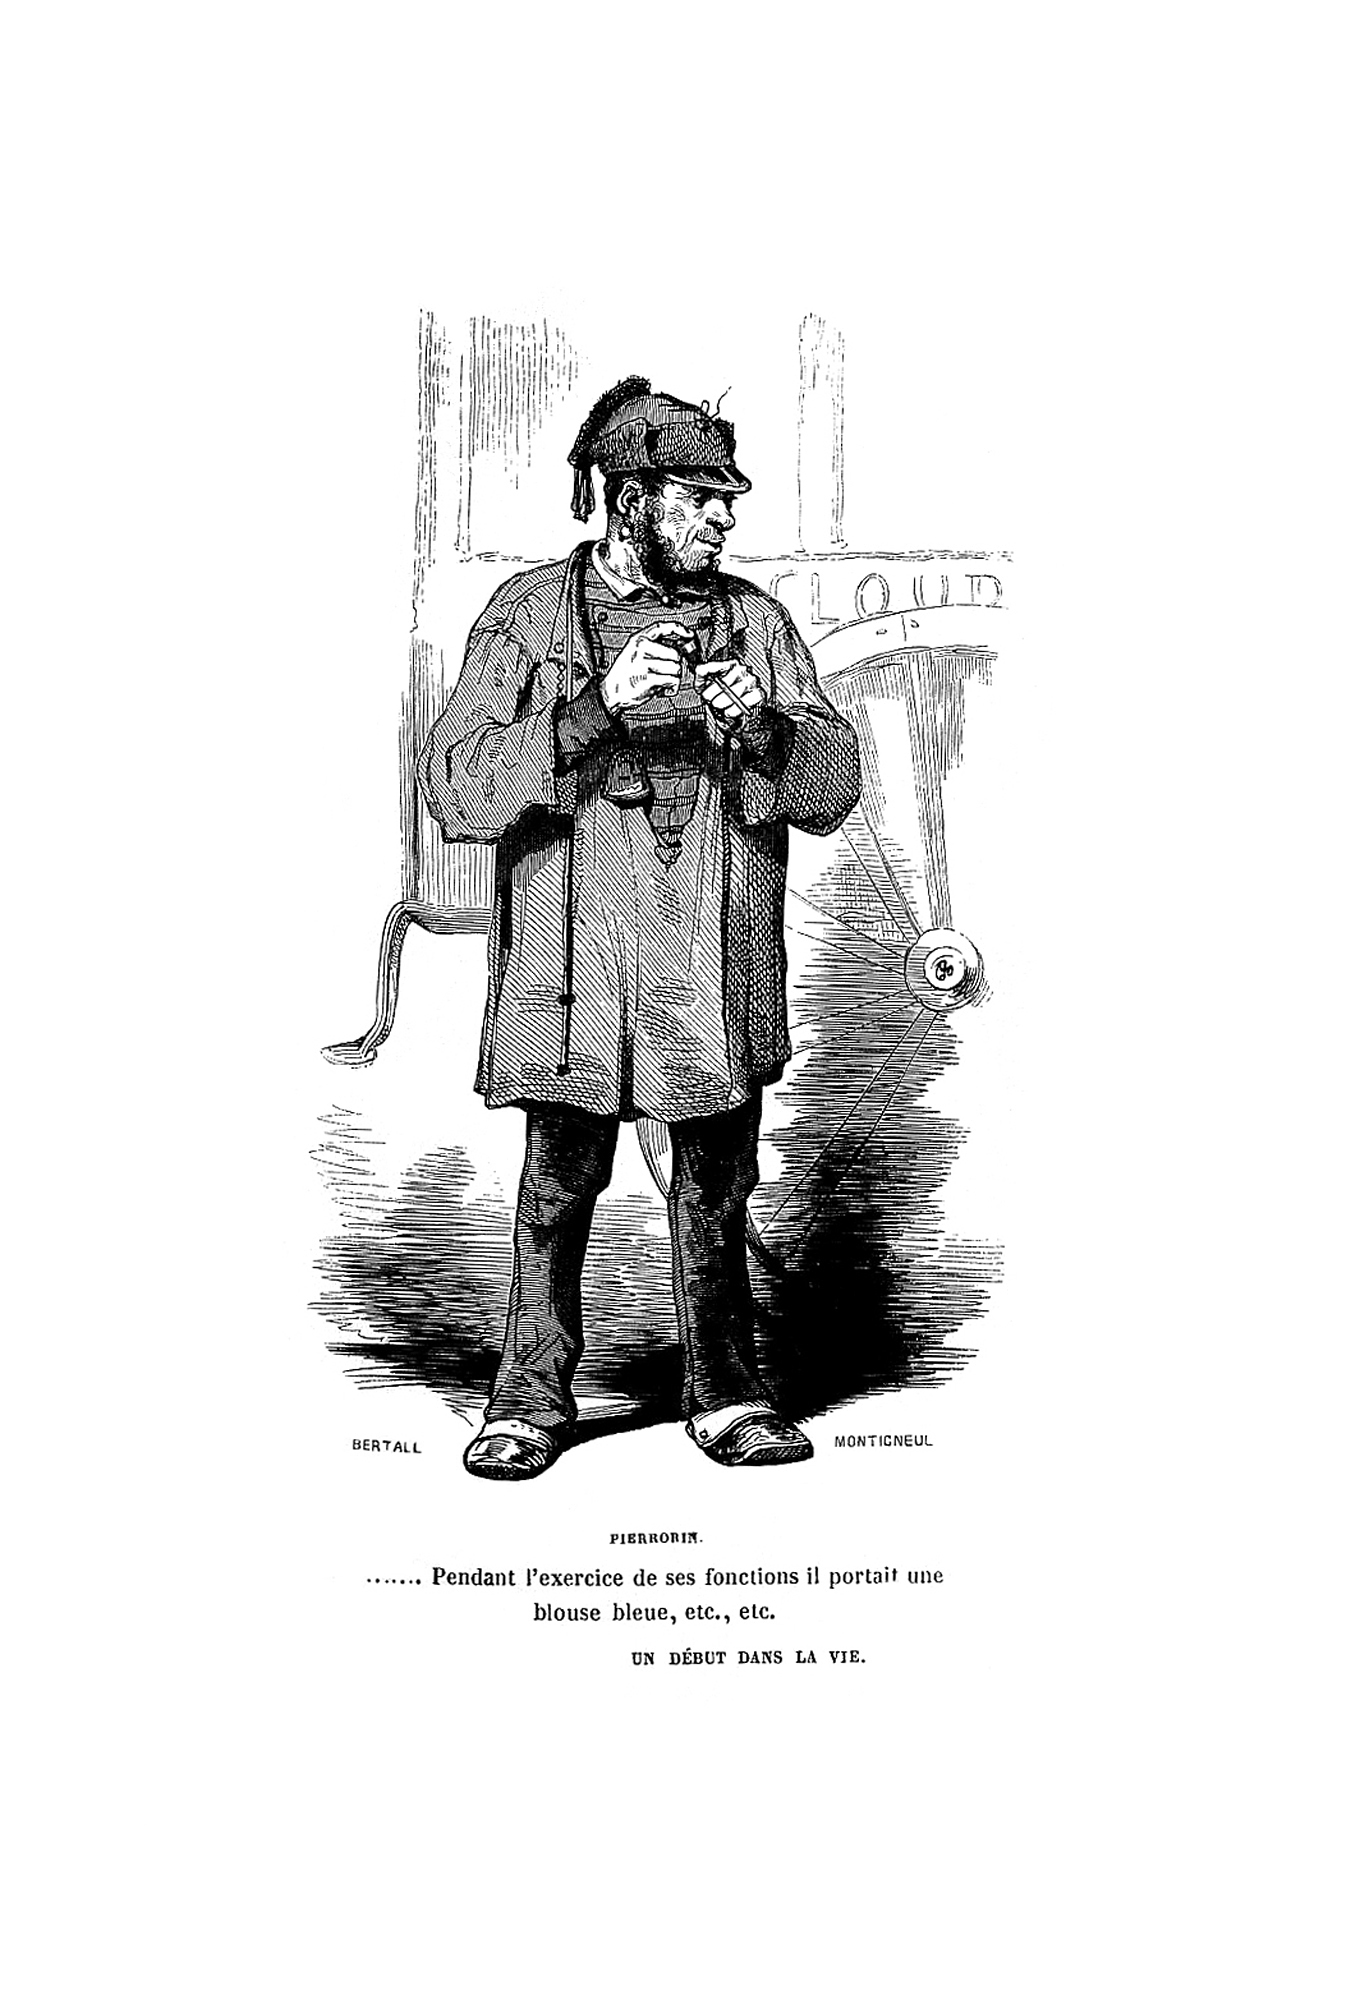 CLOUD
BERTALL
MONTIGNEUL
PIERROTIN.
....... Pendant l'exercice de ses fonctions il portait une
blouse bleue, etc., etc.
UN DÉBUT DANS LA VIE.